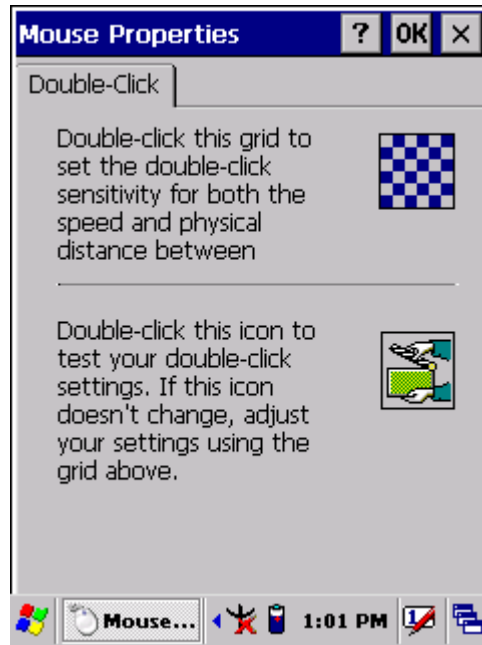 Mouse Properties ? OK ×
Double-Click
Double-click this grid to
set the double-click
sensitivity for both the
speed and physical
distance between
Double-click this icon to
test your double-click
settings. If this icon
doesn't change, adjust
your settings using the
grid above.
Mouse... 1:01 PM 1